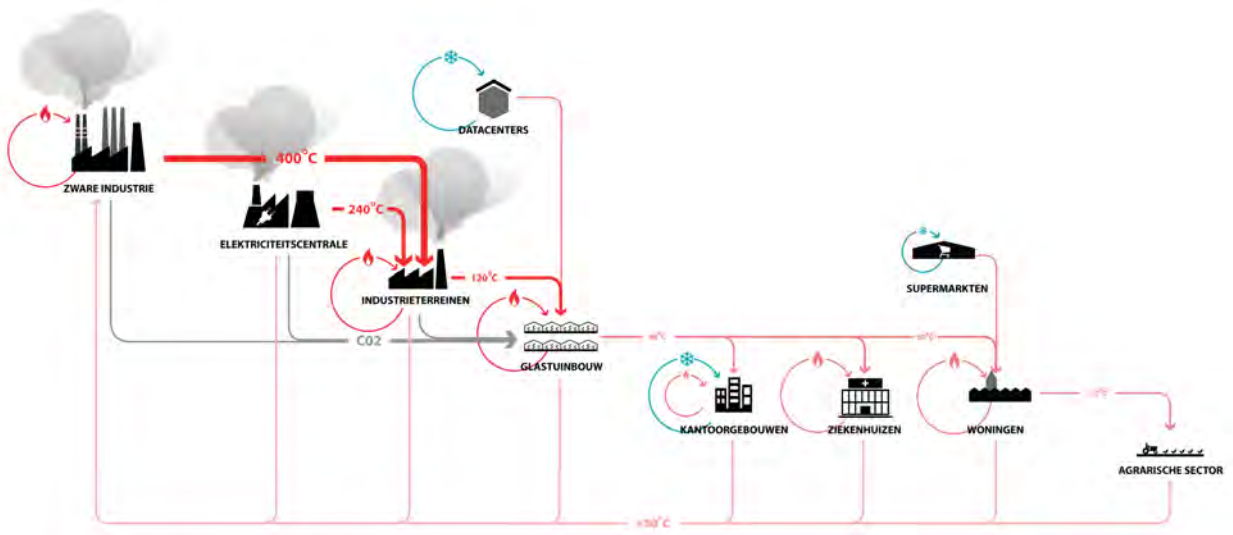 DATACENTERS
400°C
ZWARE INDUSTRIE
240°C
ELEKTRICITEITSCENTRALE
120°C
INDUSTRIETERREINEN
SUPERMARKTEN
CO2
GLASTUINBOUW
KANTOORGEBOUWEN
ZIEKENHUIZEN
WONINGEN
AGRARISCHE SECTOR